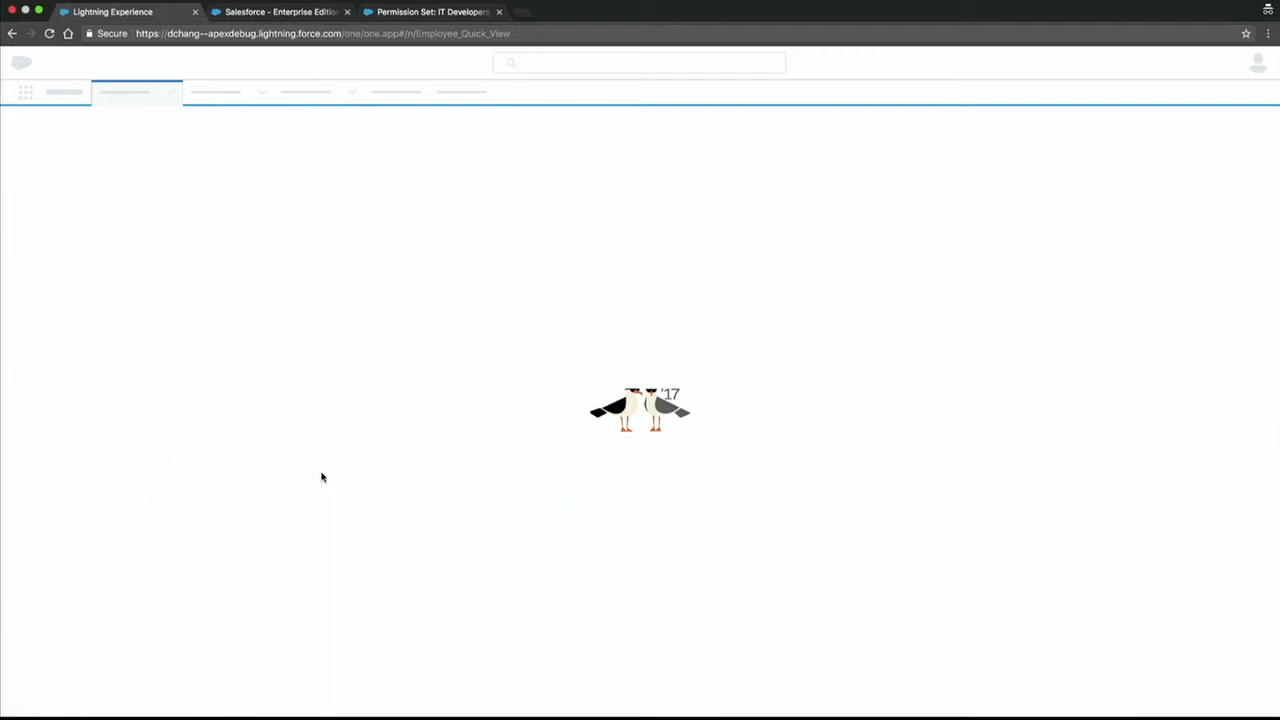 Lightning Experience
Salesforce - Enterprise Edition
Permission Set: IT Developers
Secure
https://dchang--apexdebug.lightning.force.com/one/one.app#/n/Employee_Quick_View
'17